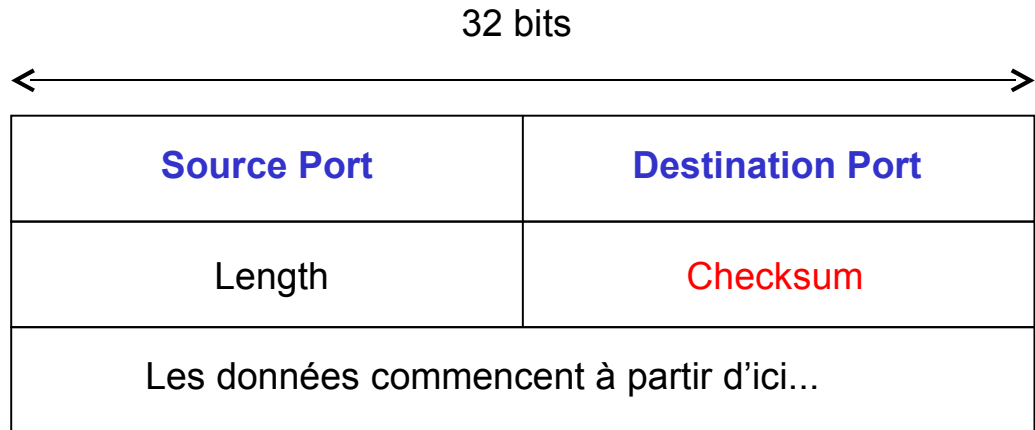 32 bits
Source Port
Destination Port
Length
Checksum
Les données commencent à partir d’ici...